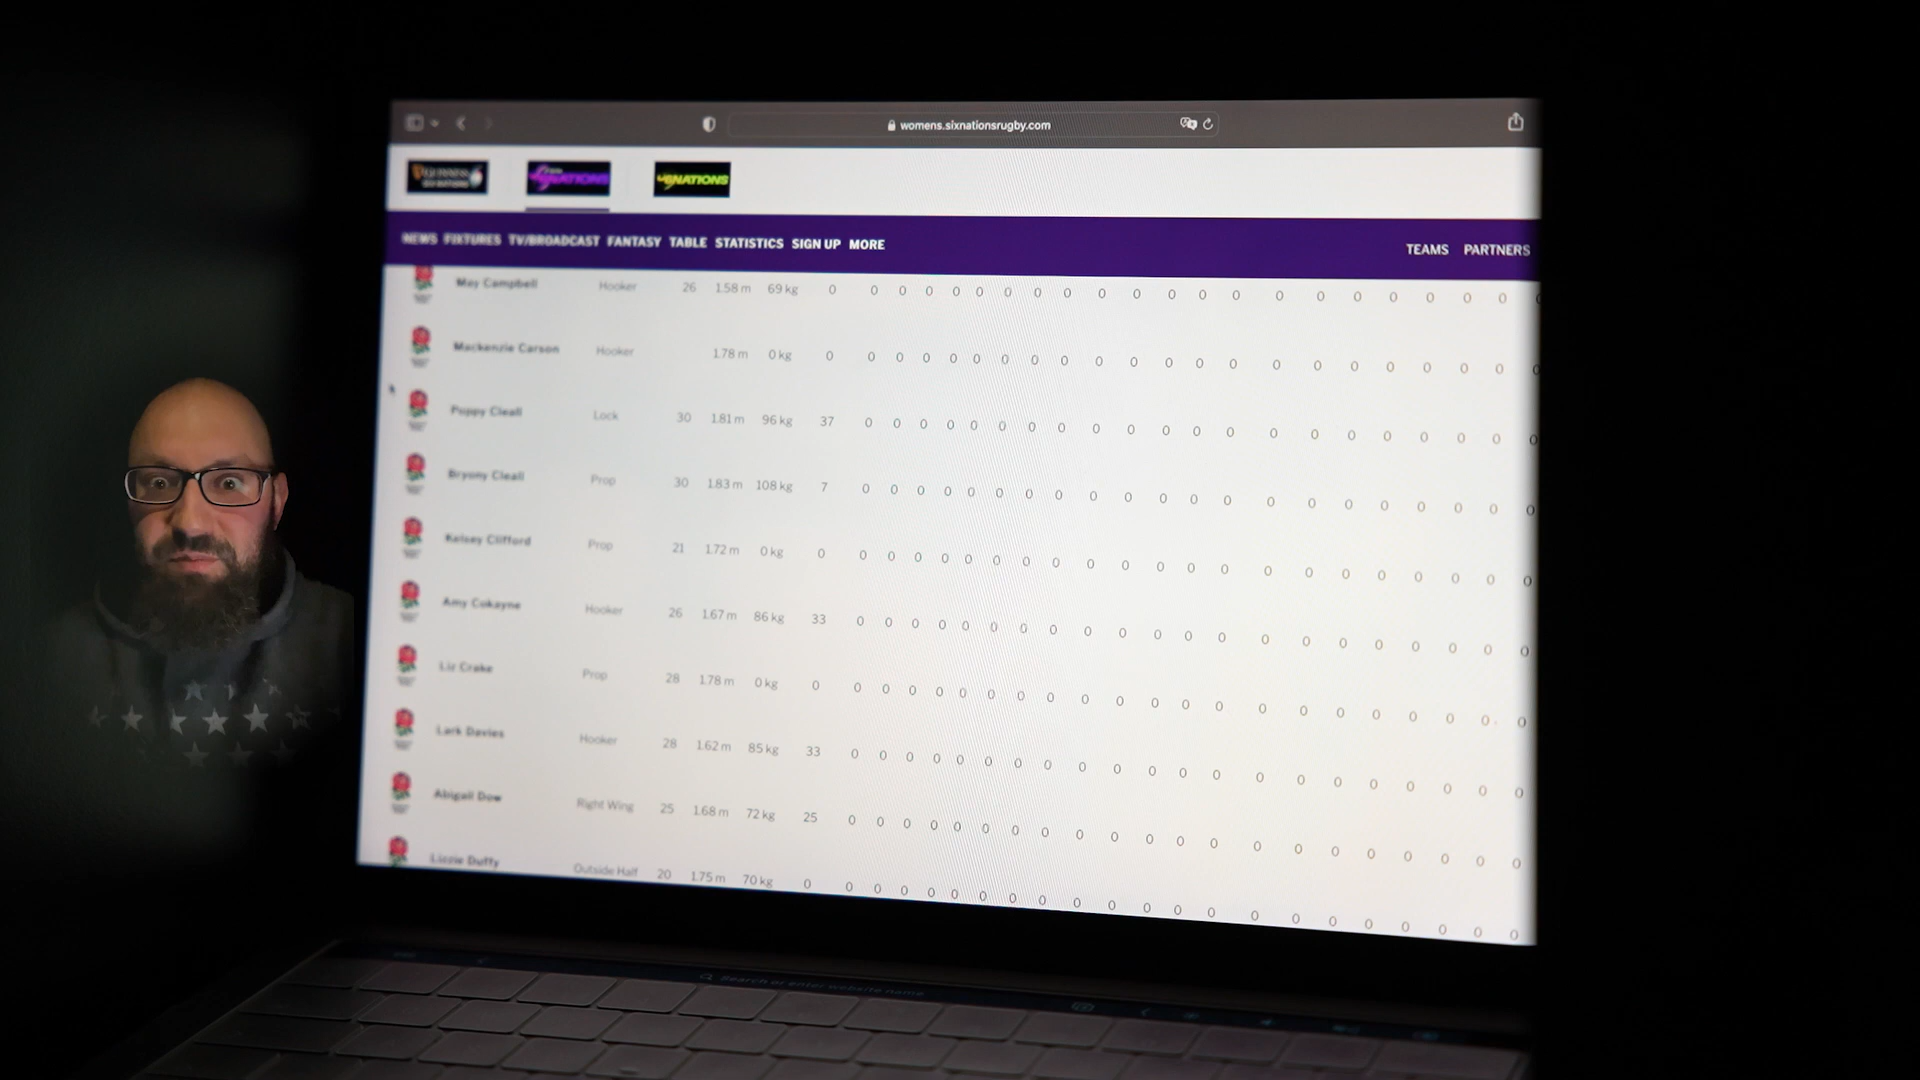 womens.sixnationsrugby.com
GUINNESS
SIX NATIONS
6NATIONS
NATIONS
NEWS FIXTURES TV/BROADCAST FANTASY TABLE STATISTICS SIGN UP MORE TEAMS PARTNERS
May Campbell Hooker 26 1.58 m 69 kg 0 0 0 0 0 0 0 0 0 0 0 0 0 0 0 0 0 0 0 0 0 0
Mackenzie Carson Hooker 1.78 m 0 kg 0 0 0 0 0 0 0 0 0 0 0 0 0 0 0 0 0 0 0 0 0 0
Poppy Cleall Lock 30 1.81 m 96 kg 37 0 0 0 0 0 0 0 0 0 0 0 0 0 0 0 0 0 0 0 0 0
Bryony Cleall Prop 30 1.83 m 108 kg 7 0 0 0 0 0 0 0 0 0 0 0 0 0 0 0 0 0 0 0 0 0
Kelsey Clifford Prop 21 1.72 m 0 kg 0 0 0 0 0 0 0 0 0 0 0 0 0 0 0 0 0 0 0 0 0 0
Amy Cokayne Hooker 26 1.67 m 86 kg 33 0 0 0 0 0 0 0 0 0 0 0 0 0 0 0 0 0 0 0 0 0
Liz Crake Prop 28 1.78 m 0 kg 0 0 0 0 0 0 0 0 0 0 0 0 0 0 0 0 0 0 0 0 0 0
Lark Davies Hooker 28 1.62 m 85 kg 33 0 0 0 0 0 0 0 0 0 0 0 0 0 0 0 0 0 0 0 0 0
Abigail Dow Right Wing 25 1.68 m 72 kg 25 0 0 0 0 0 0 0 0 0 0 0 0 0 0 0 0 0 0 0 0 0
Lizzie Duffy Outside Half 20 1.75 m 70 kg 0 0 0 0 0 0 0 0 0 0 0 0 0 0 0 0 0 0 0 0 0 0
Search or enter website name